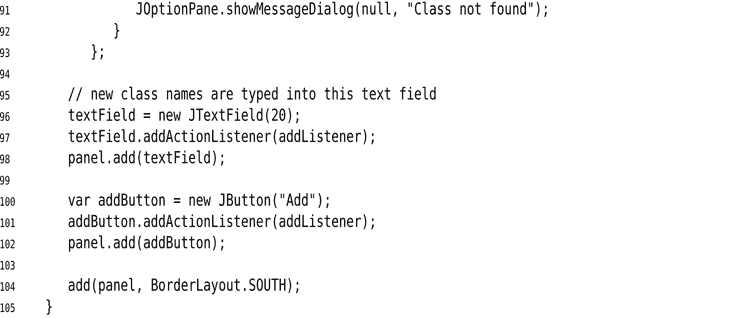 91 JOptionPane.showMessageDialog(null, "Class not found");
92 }
93 };
94
95 // new class names are typed into this text field
96 textField = new JTextField(20);
97 textField.addActionListener(addListener);
98 panel.add(textField);
99
100 var addButton = new JButton("Add");
101 addButton.addActionListener(addListener);
102 panel.add(addButton);
103
104 add(panel, BorderLayout.SOUTH);
105 }